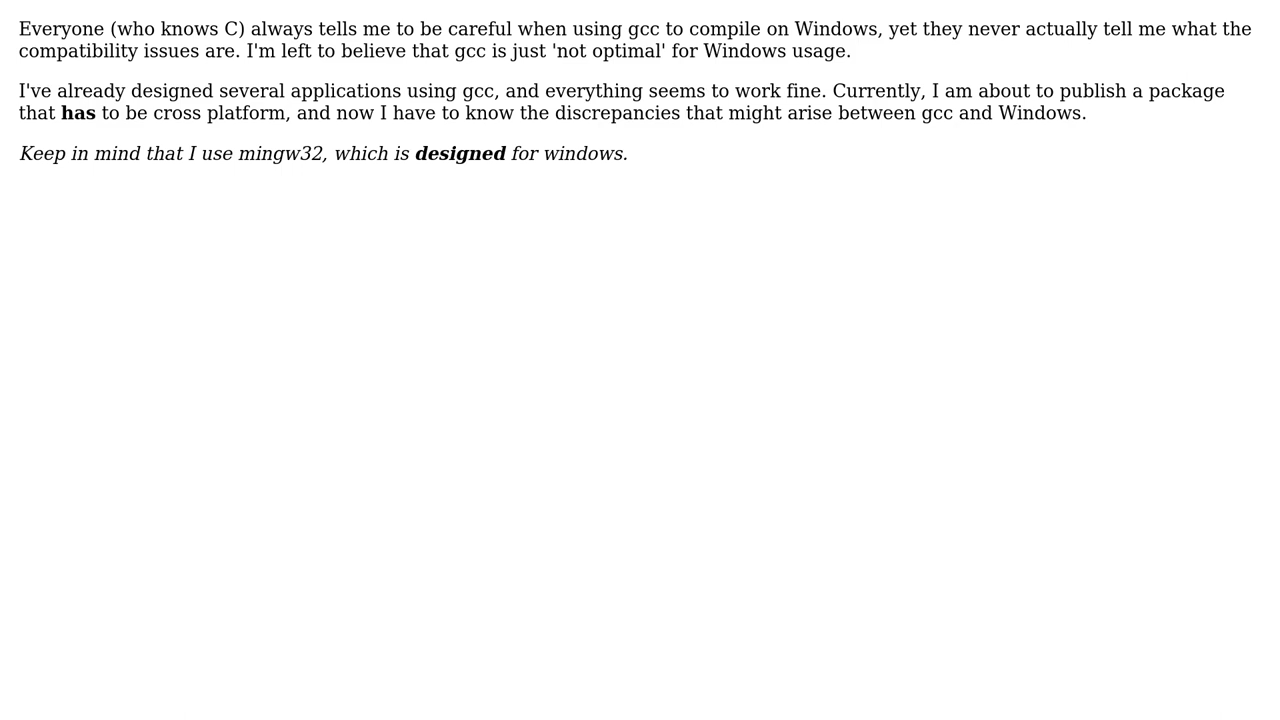 Everyone (who knows C) always tells me to be careful when using gcc to compile on Windows, yet they never actually tell me what the
compatibility issues are. I'm left to believe that gcc is just 'not optimal' for Windows usage.
I've already designed several applications using gcc, and everything seems to work fine. Currently, I am about to publish a package
that has to be cross platform, and now I have to know the discrepancies that might arise between gcc and Windows.
Keep in mind that I use mingw32, which is designed for windows.